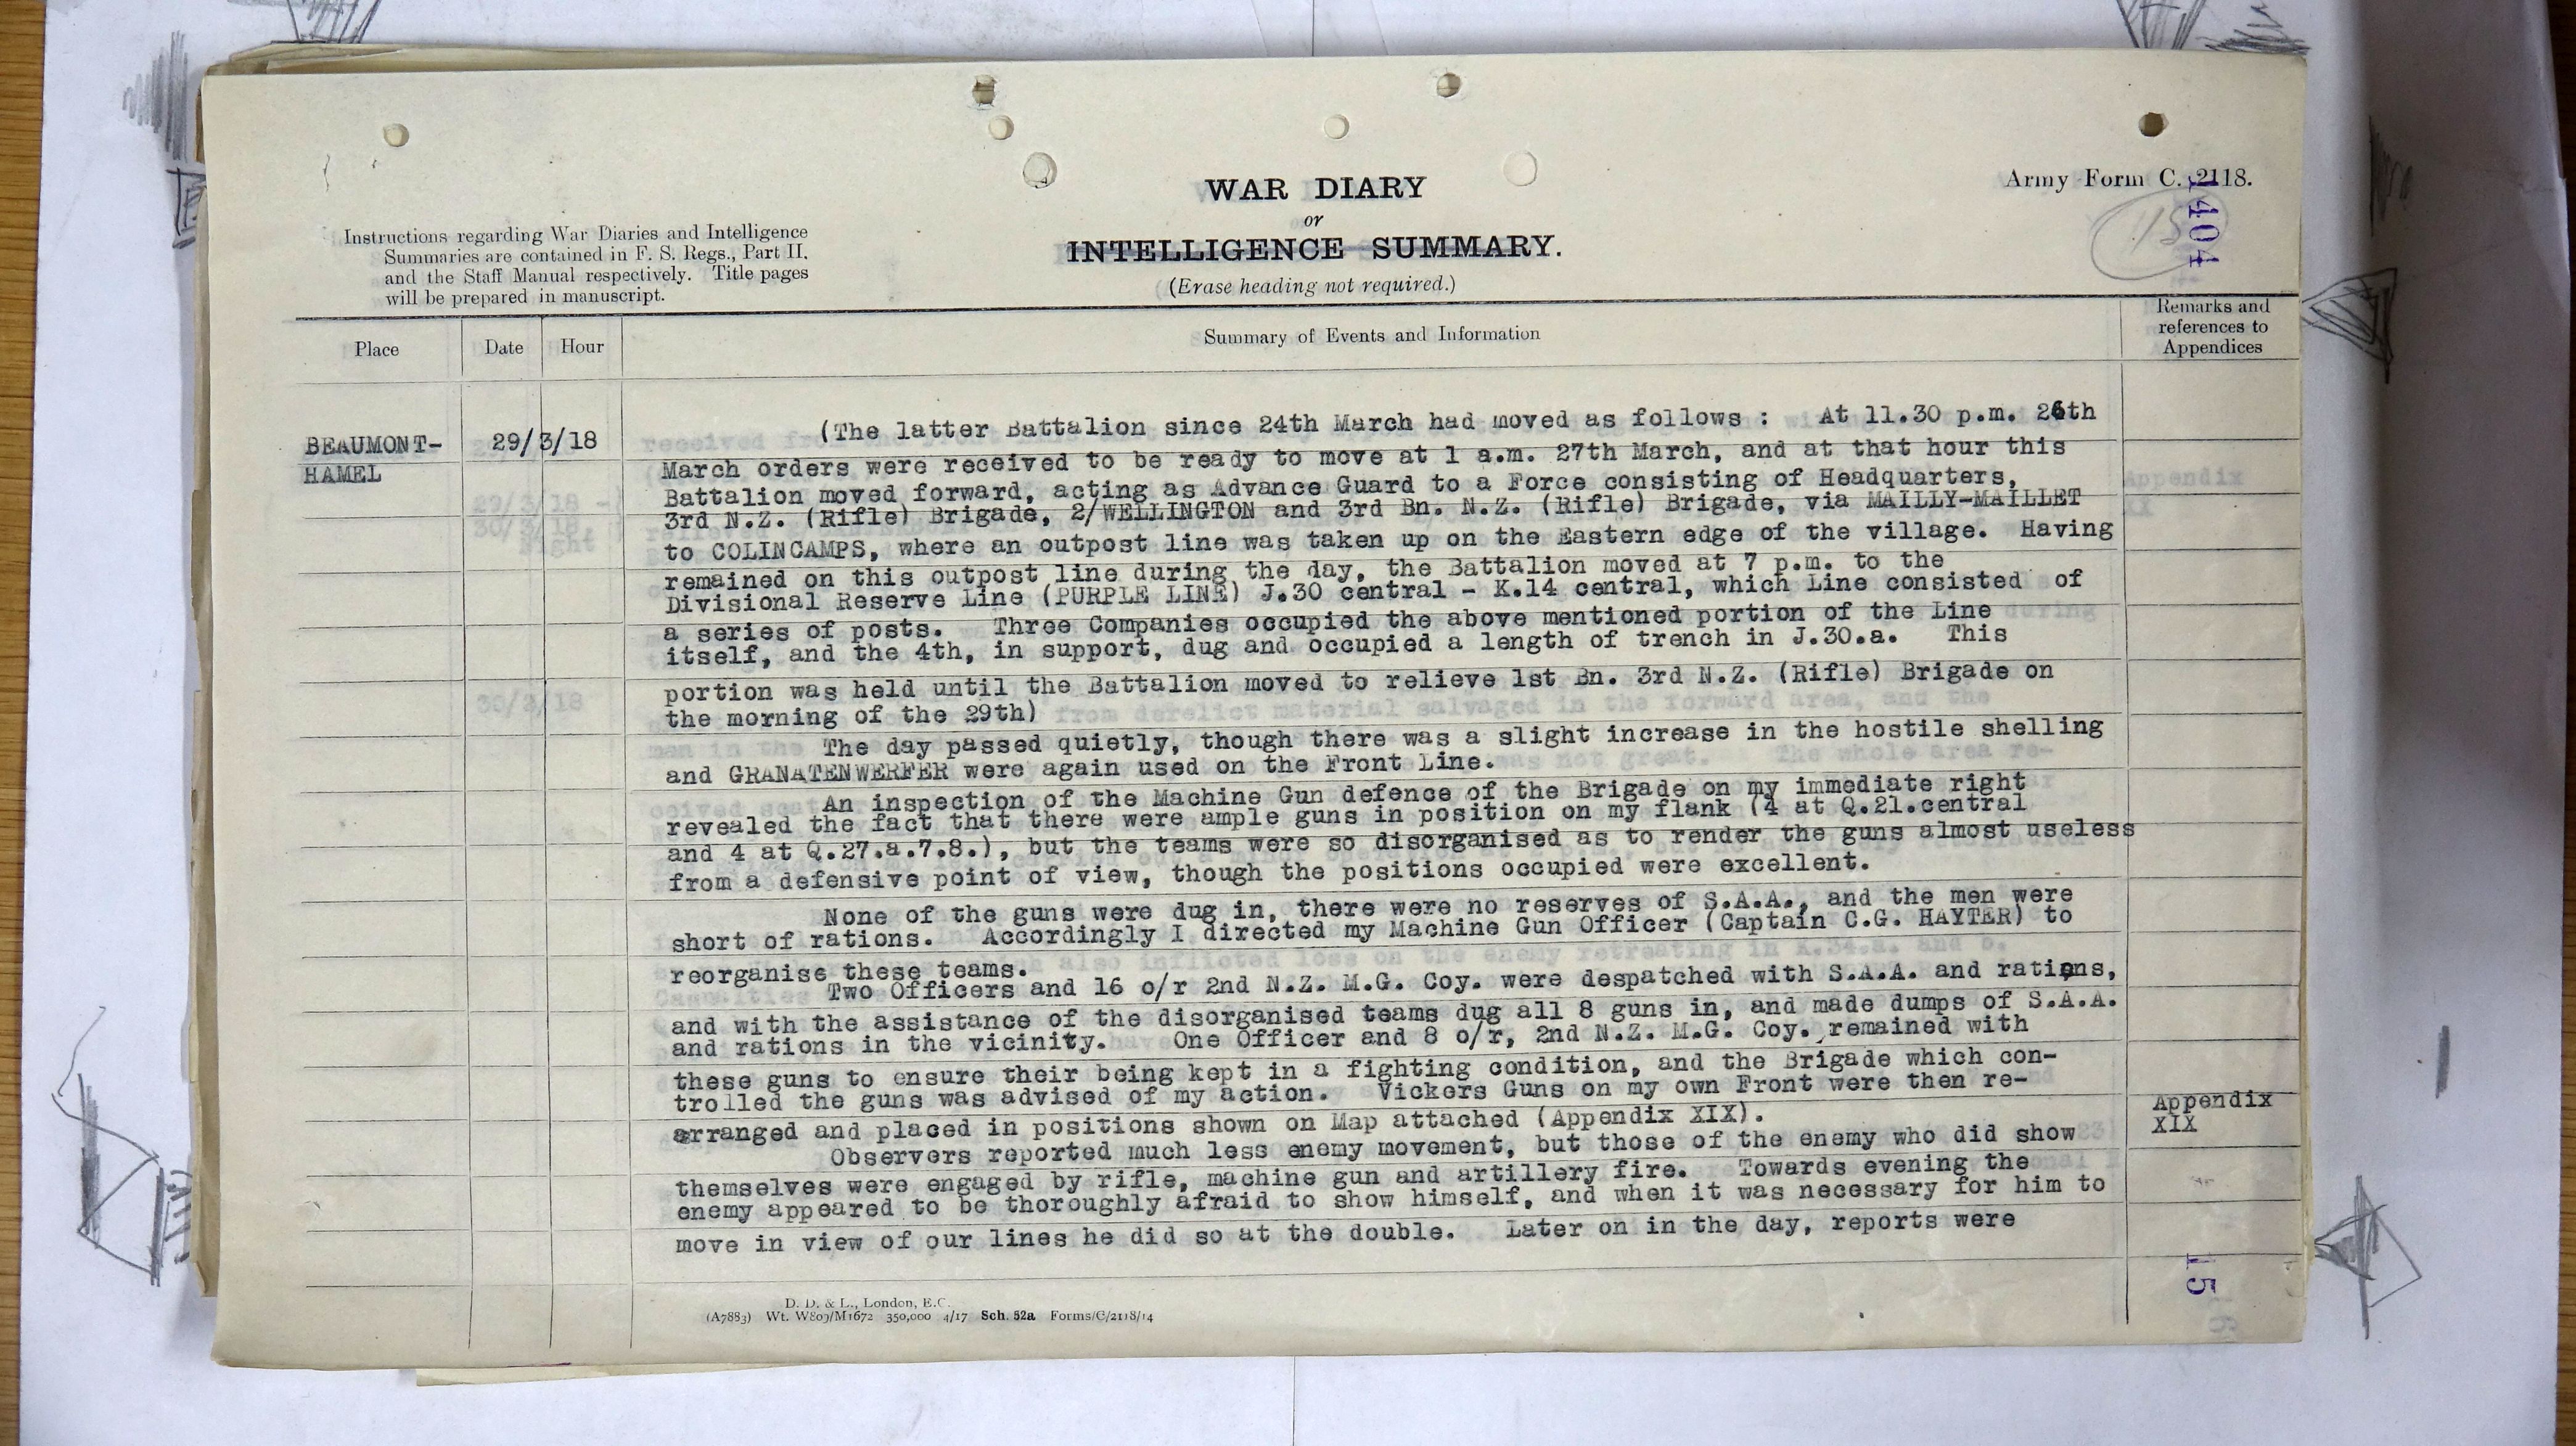 Army Form C. 2118.
1404
15
WAR DIARY
or
INTELLIGENCE SUMMARY.
(Erase heading not required.)
Instructions regarding War Diaries and Intelligence
Summaries are contained in F. S. Regs., Part II.
and the Staff Manual respectively. Title pages
will be prepared in manuscript.
Place
Date
Hour
Summary of Events and Information
Remarks and
references to
Appendices
BEAUMONT-
HAMEL
29/3/18
(The latter Battalion since 24th March had moved as follows : At 11.30 p.m. 26th
March orders were received to be ready to move at 1 a.m. 27th March, and at that hour this
Battalion moved forward, acting as Advance Guard to a Force consisting of Headquarters,
3rd N.Z. (Rifle) Brigade, 2/WELLINGTON and 3rd Bn. N.Z. (Rifle) Brigade, via MAILLY-MAILLET
to COLINCAMPS, where an outpost line was taken up on the Eastern edge of the village. Having
remained on this outpost line during the day, the Battalion moved at 7 p.m. to the
Divisional Reserve Line (PURPLE LINE) J.30 central - K.14 central, which Line consisted of
a series of posts. Three Companies occupied the above mentioned portion of the Line
itself, and the 4th, in support, dug and occupied a length of trench in J.30.a. This
portion was held until the Battalion moved to relieve 1st Bn. 3rd N.Z. (Rifle) Brigade on
the morning of the 29th)
The day passed quietly, though there was a slight increase in the hostile shelling
and GRANATENWERFER were again used on the Front Line.
An inspection of the Machine Gun defence of the Brigade on my immediate right
revealed the fact that there were ample guns in position on my flank (4 at Q.21.central
and 4 at Q.27.a.7.8.), but the teams were so disorganised as to render the guns almost useless
from a defensive point of view, though the positions occupied were excellent.
None of the guns were dug in, there were no reserves of S.A.A., and the men were
short of rations. Accordingly I directed my Machine Gun Officer (Captain C.G. HAYTER) to
reorganise these teams.
Two Officers and 16 o/r 2nd N.Z. M.G. Coy. were despatched with S.A.A. and rations,
and with the assistance of the disorganised teams dug all 8 guns in, and made dumps of S.A.A.
and rations in the vicinity. One Officer and 8 o/r, 2nd N.Z. M.G. Coy. remained with
these guns to ensure their being kept in a fighting condition, and the Brigade which con-
trolled the guns was advised of my action. Vickers Guns on my own Front were then re-
arranged and placed in positions shown on Map attached (Appendix XIX).
Appendix
XIX
Observers reported much less enemy movement, but those of the enemy who did show
themselves were engaged by rifle, machine gun and artillery fire. Towards evening the
enemy appeared to be thoroughly afraid to show himself, and when it was necessary for him to
move in view of our lines he did so at the double. Later on in the day, reports were
15
D. D. & L., London, E.C.
(A7883) Wt. W809/M1672 350,000 4/17 Sch. 52a Forms/C/2118/14